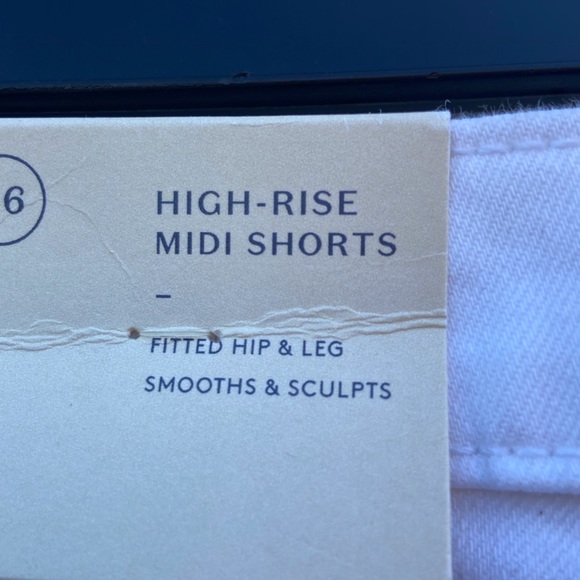 6
HIGH-RISE
MIDI SHORTS
–
FITTED HIP & LEG
SMOOTHS & SCULPTS